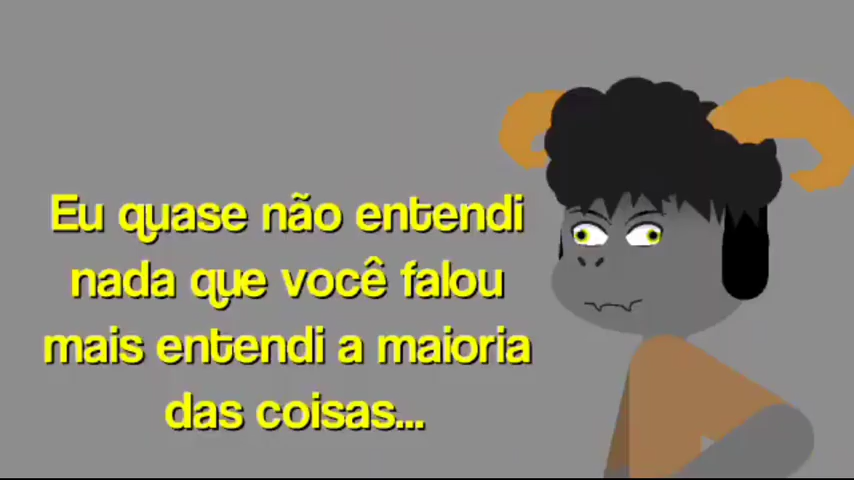 Eu quase não entendi
nada que você falou
mais entendi a maioria
das coisas...